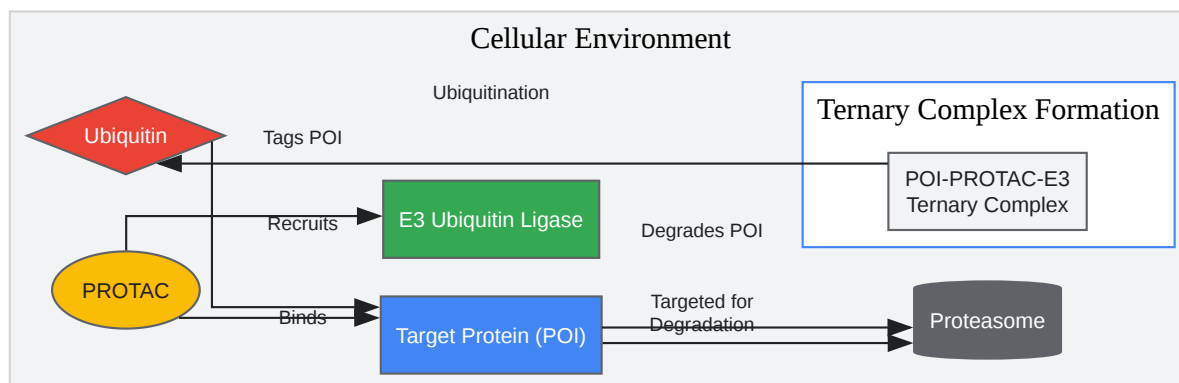 Cellular Environment
Ubiquitination
Ternary Complex Formation
Ubiquitin
Tags POI
POI-PROTAC-E3
Ternary Complex
Recruits
E3 Ubiquitin Ligase
Degrades POI
PROTAC
Binds
Target Protein (POI)
Targeted for
Degradation
Proteasome